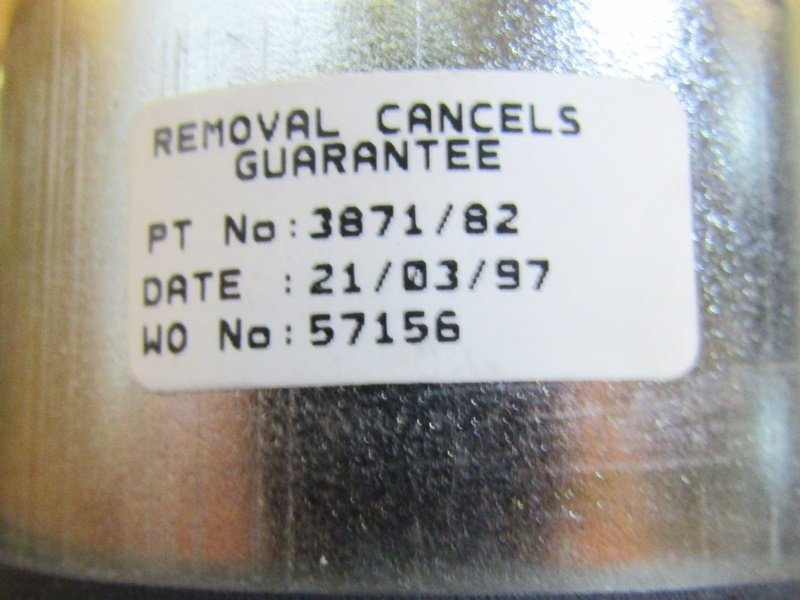 REMOVAL CANCELS
GUARANTEE
PT No:3871/82
DATE :21/03/97
WO No:57156